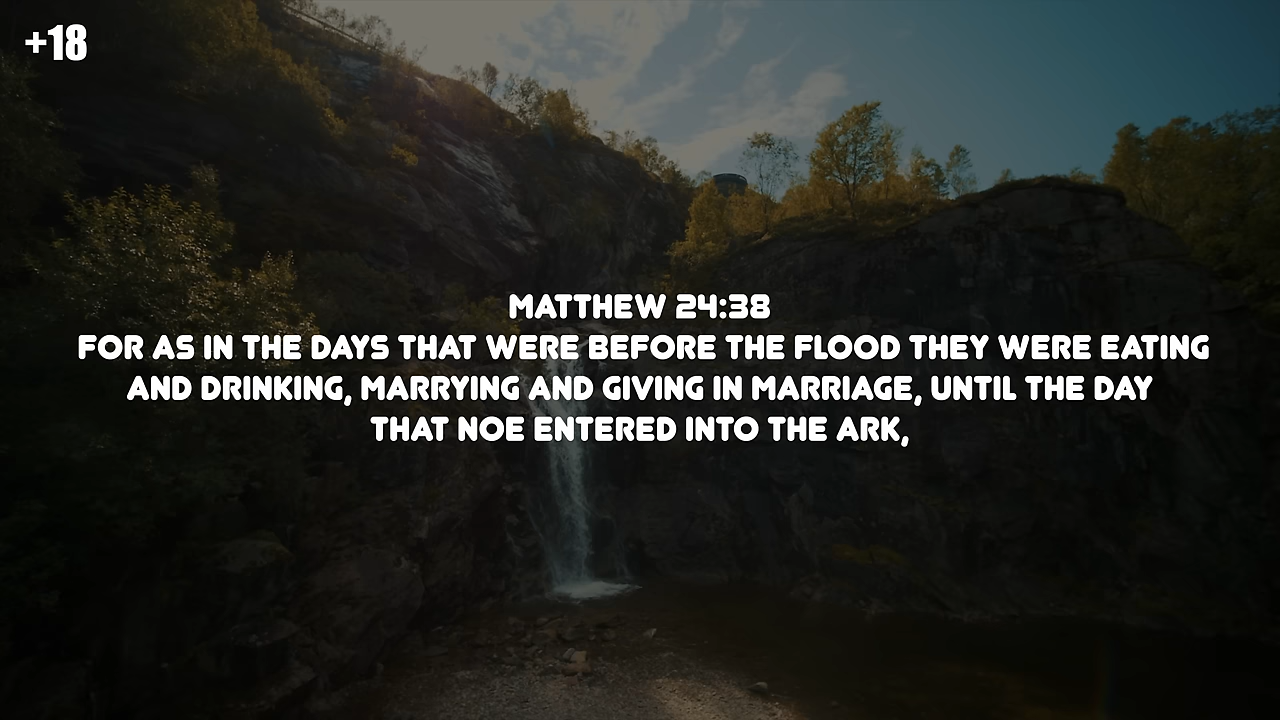 +18
MATTHEW 24:38
FOR AS IN THE DAYS THAT WERE BEFORE THE FLOOD THEY WERE EATING
AND DRINKING, MARRYING AND GIVING IN MARRIAGE, UNTIL THE DAY
THAT NOE ENTERED INTO THE ARK,